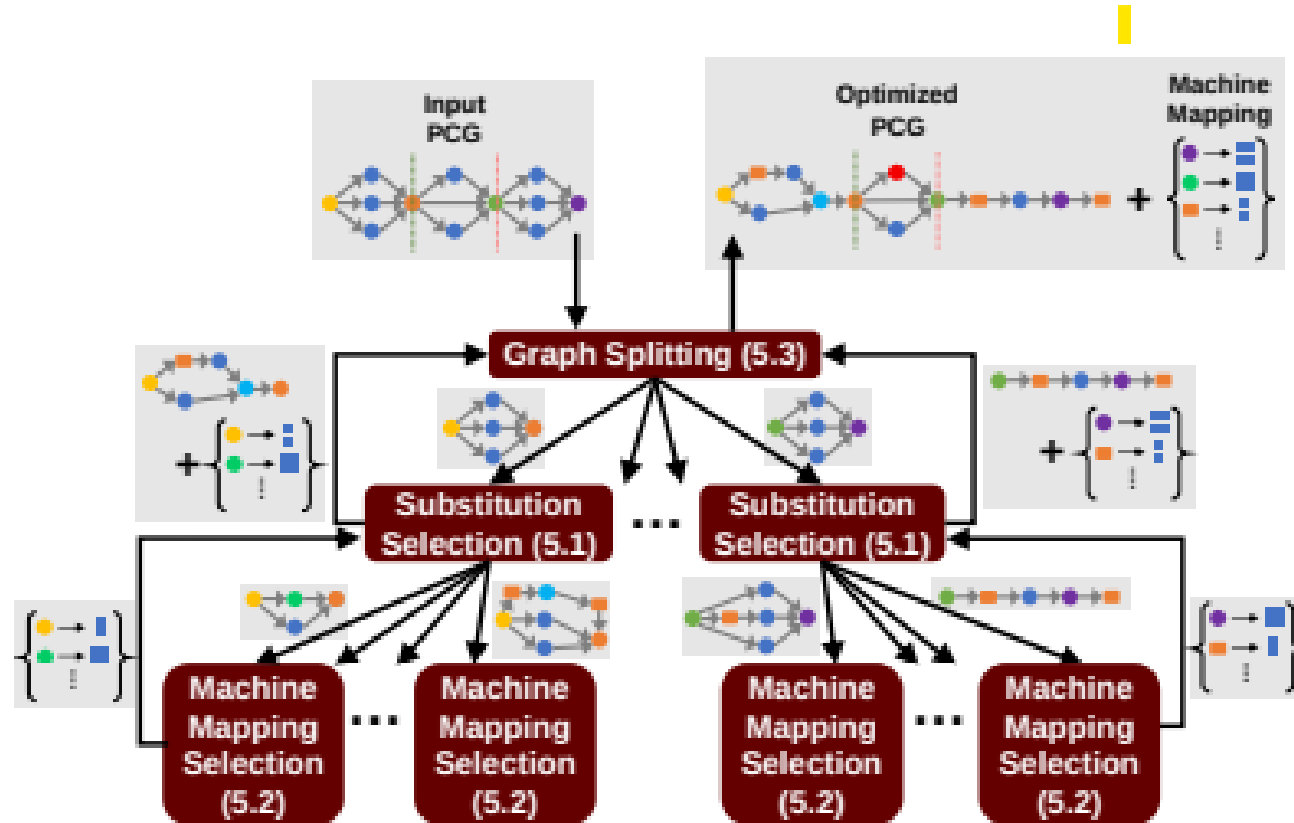 Input
PCG
Optimized
PCG
Machine
Mapping
+
Graph Splitting (5.3)
+
+
Substitution
Selection (5.1)
...
Substitution
Selection (5.1)
Machine
Mapping
Selection
(5.2)
...
Machine
Mapping
Selection
(5.2)
Machine
Mapping
Selection
(5.2)
...
Machine
Mapping
Selection
(5.2)